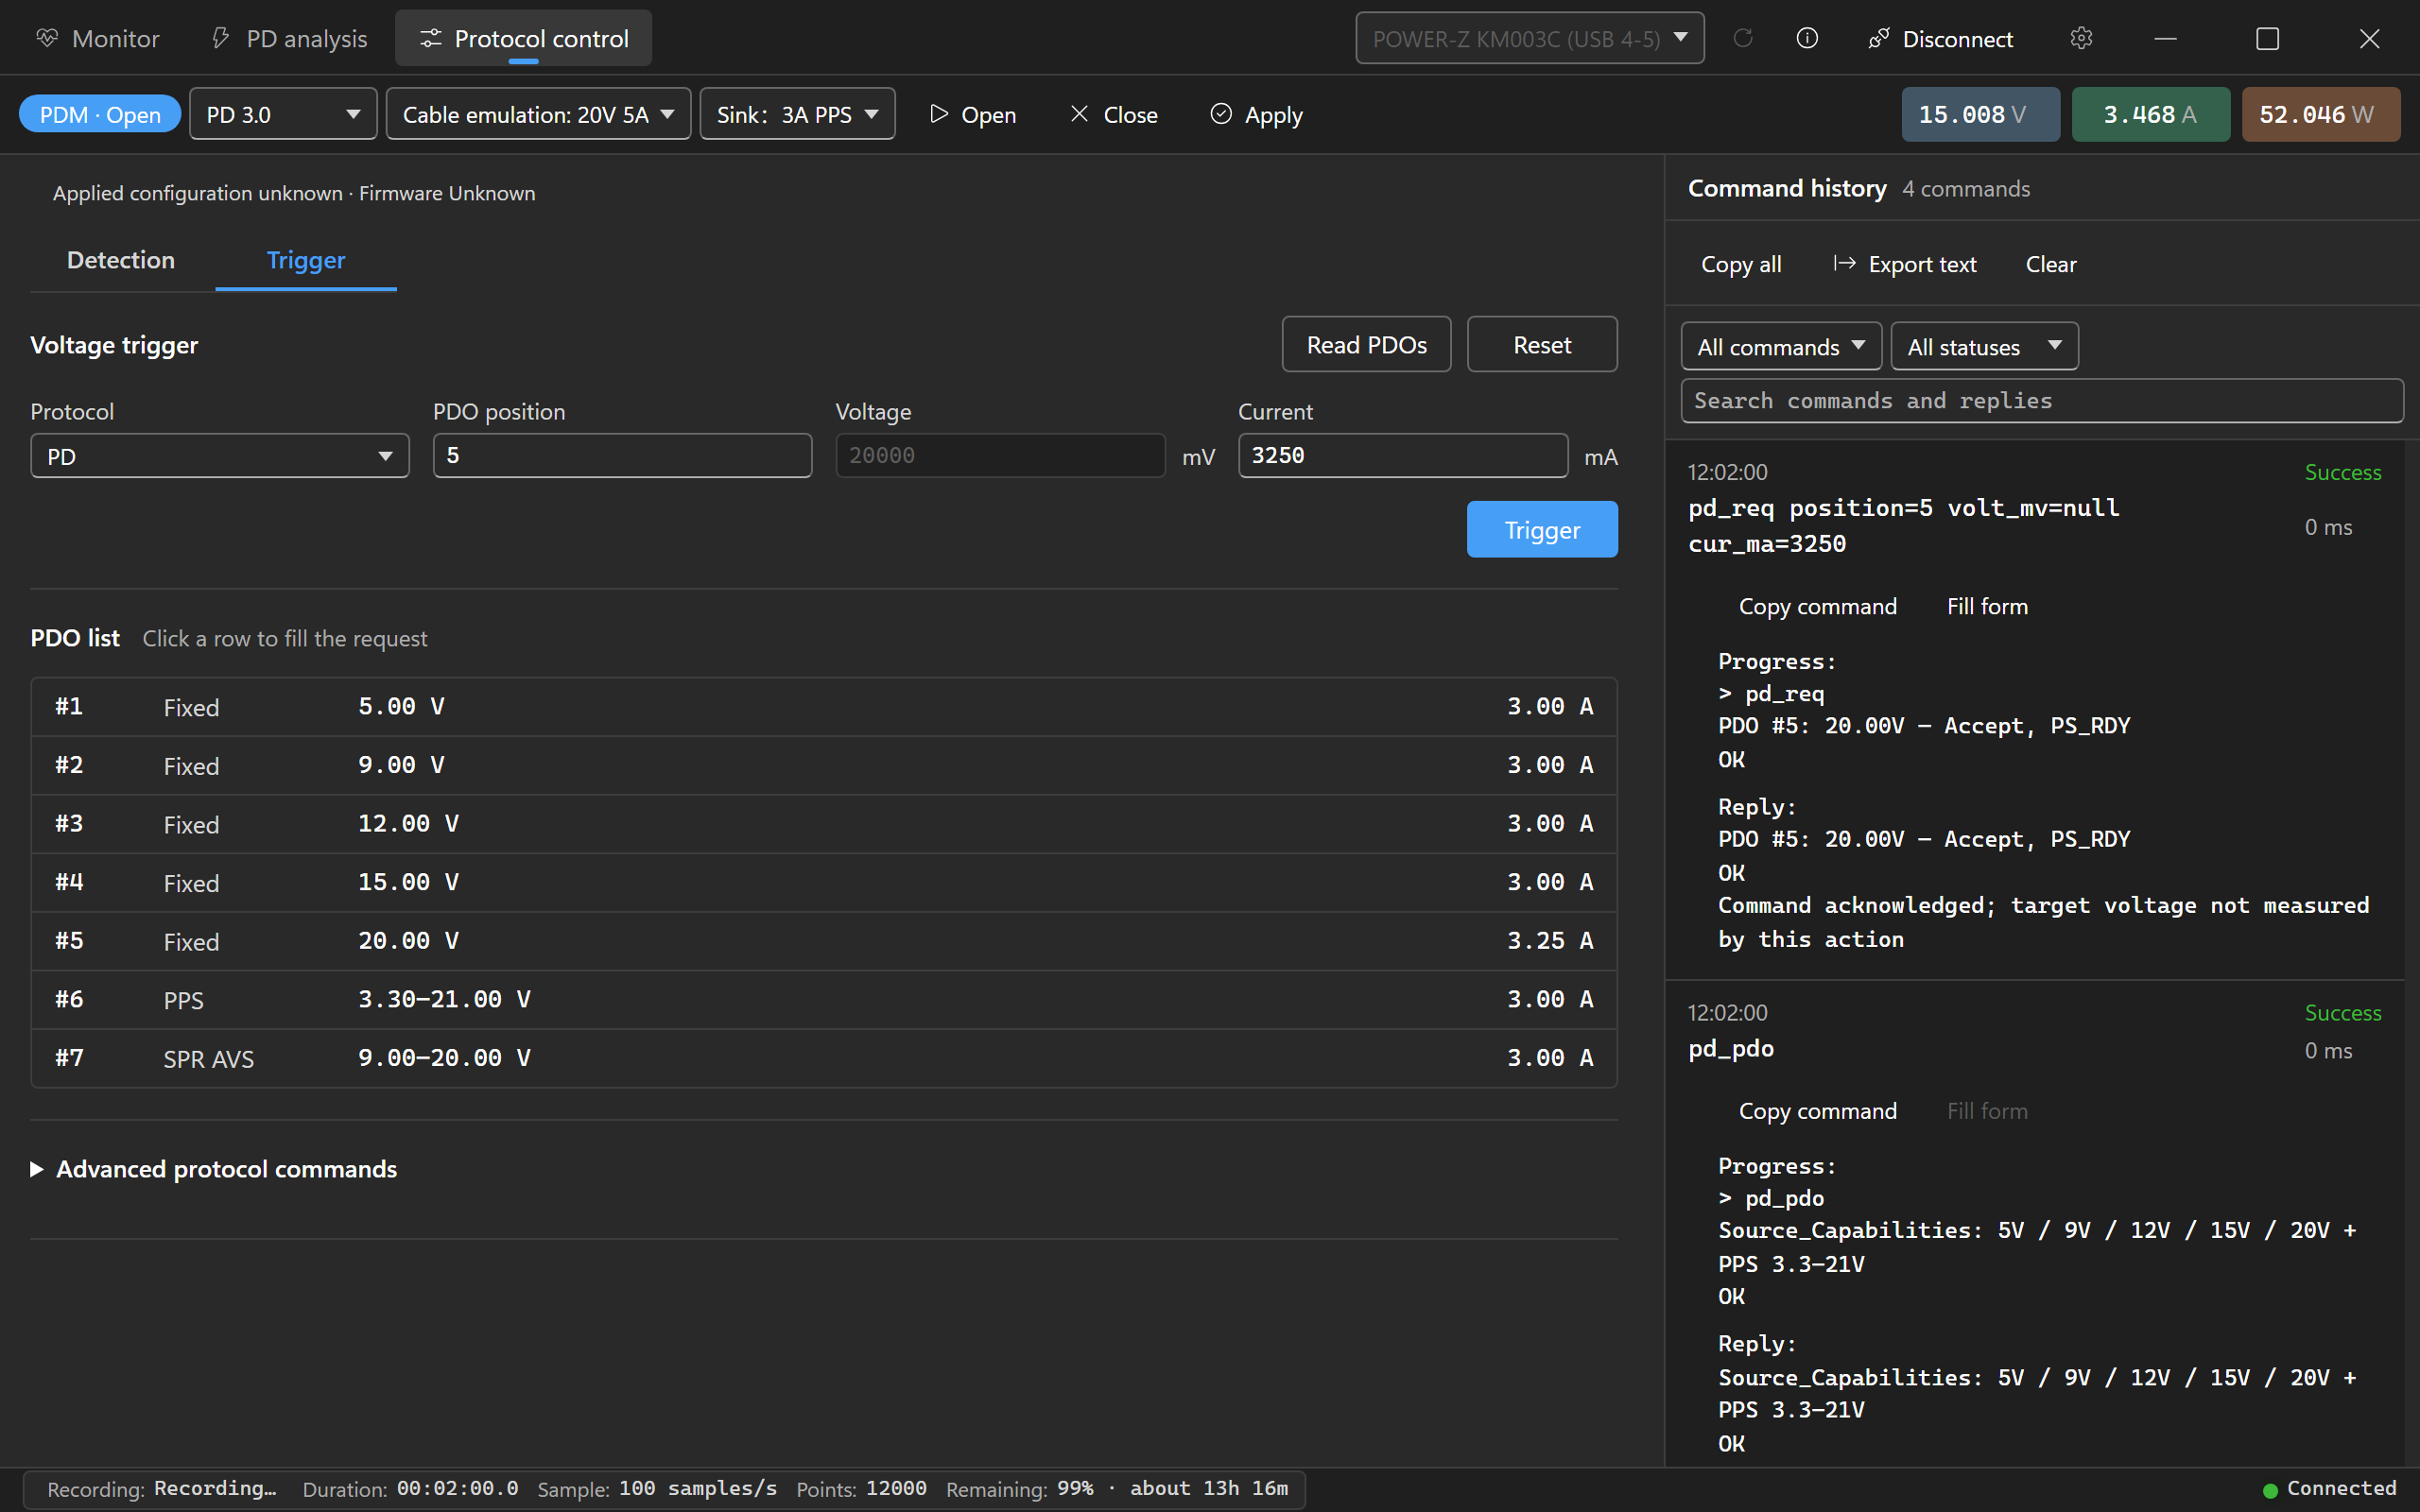 Monitor PD analysis Protocol control POWER-Z KM003C (USB 4-5) Disconnect
PDM · Open PD 3.0 Cable emulation: 20V 5A Sink: 3A PPS Open Close Apply 15.008 V 3.468 A 52.046 W
Applied configuration unknown · Firmware Unknown
Detection Trigger
Voltage trigger Read PDOs Reset
Protocol PDO position Voltage Current
PD 5 20000 mV 3250 mA
Trigger
PDO list Click a row to fill the request
#1 Fixed 5.00 V 3.00 A
#2 Fixed 9.00 V 3.00 A
#3 Fixed 12.00 V 3.00 A
#4 Fixed 15.00 V 3.00 A
#5 Fixed 20.00 V 3.25 A
#6 PPS 3.30–21.00 V 3.00 A
#7 SPR AVS 9.00–20.00 V 3.00 A
Advanced protocol commands
Command history 4 commands
Copy all Export text Clear
All commands All statuses
Search commands and replies
12:02:00 Success
pd_req position=5 volt_mv=null
cur_ma=3250
0 ms
Copy command Fill form
Progress:
> pd_req
PDO #5: 20.00V — Accept, PS_RDY
OK
Reply:
PDO #5: 20.00V — Accept, PS_RDY
OK
Command acknowledged; target voltage not measured
by this action
12:02:00 Success
pd_pdo 0 ms
Copy command Fill form
Progress:
> pd_pdo
Source_Capabilities: 5V / 9V / 12V / 15V / 20V +
PPS 3.3–21V
OK
Reply:
Source_Capabilities: 5V / 9V / 12V / 15V / 20V +
PPS 3.3–21V
OK
Recording: Recording… Duration: 00:02:00.0 Sample: 100 samples/s Points: 12000 Remaining: 99% · about 13h 16m Connected